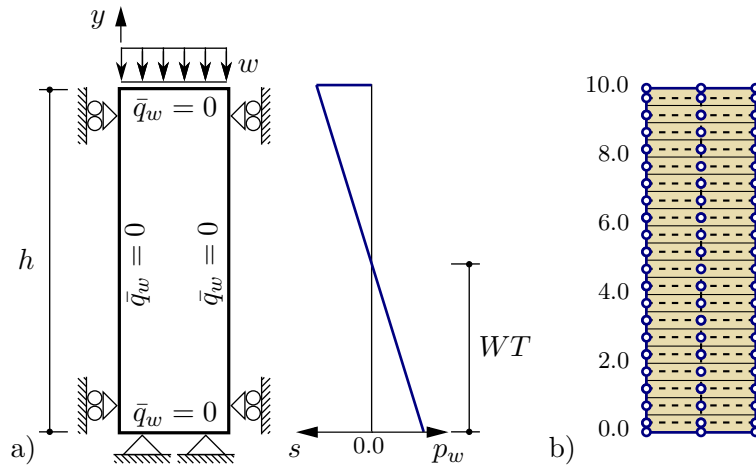 y
w
q̄_w = 0
h
q̄_w = 0
q̄_w = 0
q̄_w = 0
a)
WT
s
0.0
p_w
10.0
8.0
6.0
4.0
2.0
0.0
b)